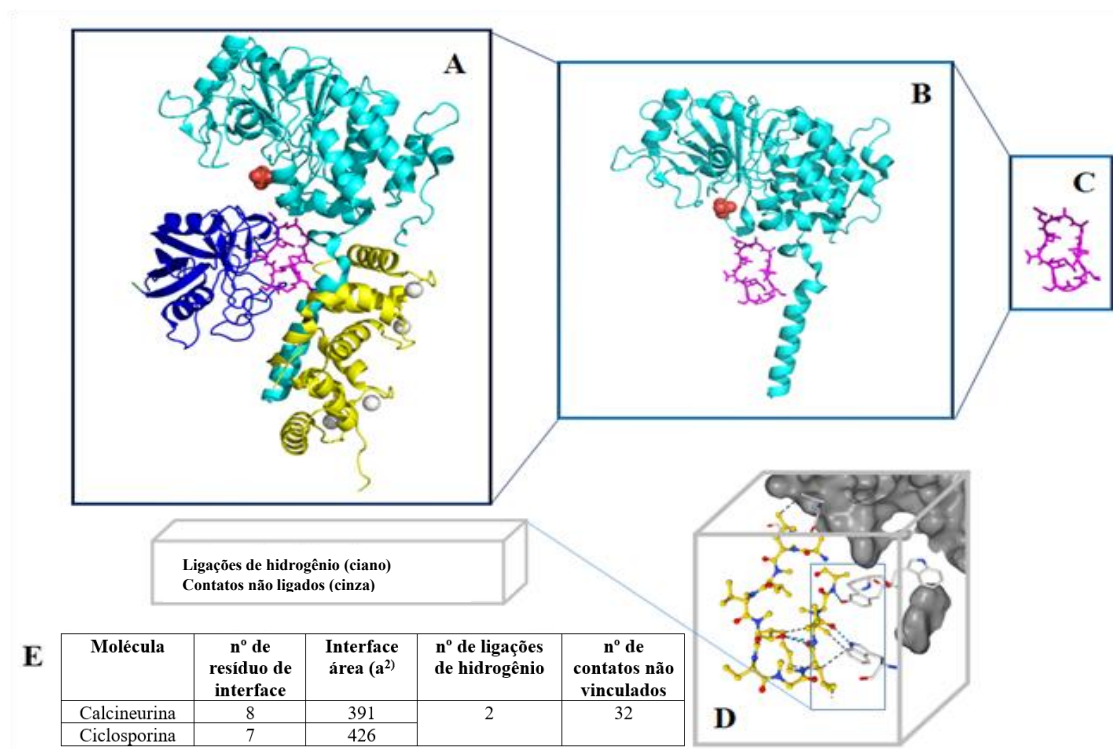 A
B
C
Ligações de hidrogênio (ciano)
Contatos não ligados (cinza)
D
E
Molécula
nº de
resíduo de
interface
Interface
área (a²)
nº de ligações
de hidrogênio
nº de
contatos não
vinculados
Calcineurina 8 391 2 32
Ciclosporina 7 426